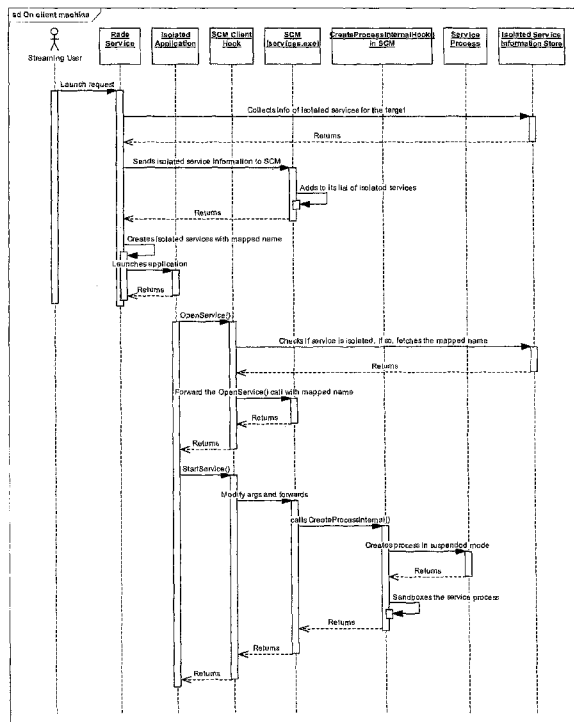 sd On client machine
Streaming User
Rade
Service
Isolated
Application
SCM Client
Hook
SCM
(services.exe)
CreateProcessInternalHooklet
in SCM
Service
Process
Isolated Service
Information Store
Launch request
Collects info of isolated services for the target
Returns
Sends isolated service information to SCM
Adds to its list of isolated services
Returns
Creates isolated services with mapped name
Launches application
Returns
OpenService()
Checks if service is isolated, if so, fetches the mapped name
Returns
Forward the OpenService() call with mapped name
Returns
Returns
StartService()
Modify args and forwards
calls CreateProcessInternal()
Creates process in suspended mode
Returns
Sandboxes the service process
Returns
Returns
Returns